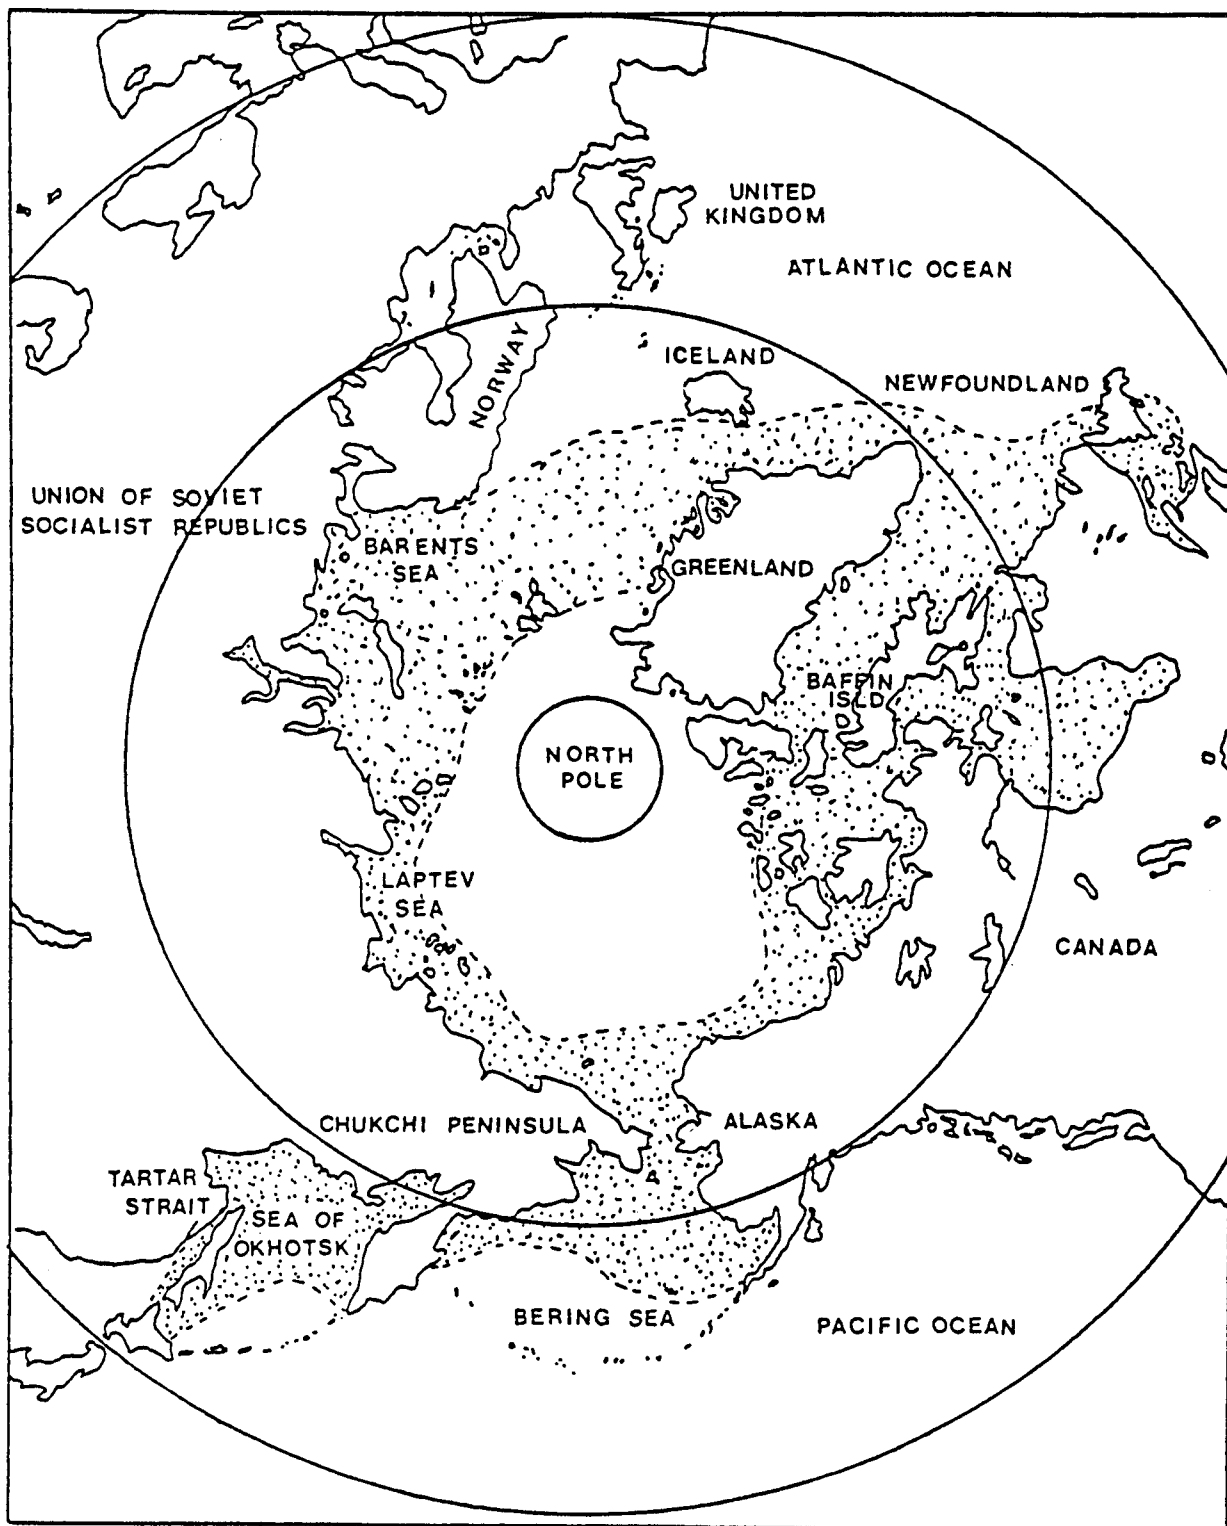 UNITED
KINGDOM
ATLANTIC OCEAN
ICELAND
NEWFOUNDLAND
NORWAY
UNION OF SOVIET
SOCIALIST REPUBLICS
BARENTS
SEA
GREENLAND
BAFFIN
ISLD
NORTH
POLE
LAPTEV
SEA
CANADA
CHUKCHI PENINSULA
ALASKA
TARTAR
STRAIT
SEA OF
OKHOTSK
BERING SEA
PACIFIC OCEAN